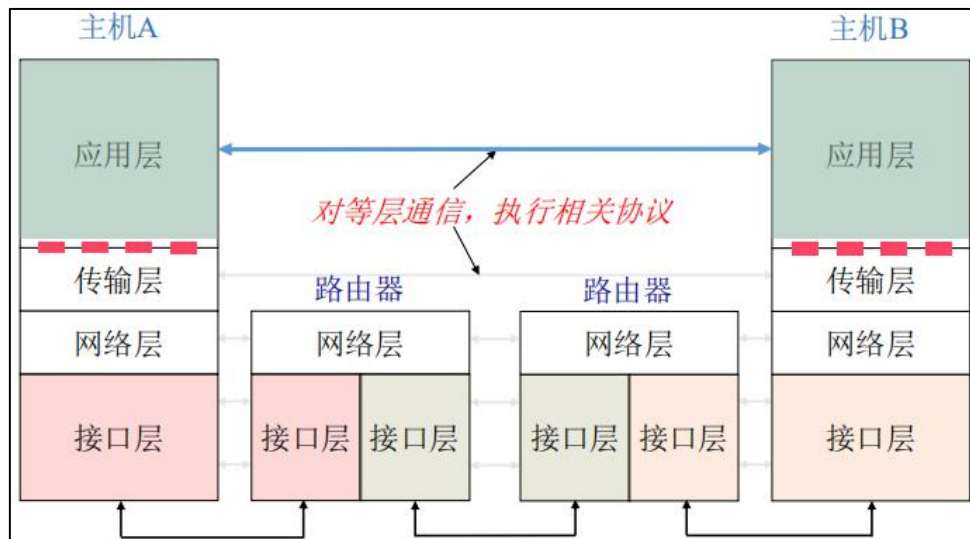 主机A
主机B
应用层
应用层
对等层通信，执行相关协议
传输层
路由器
路由器
传输层
网络层
网络层
网络层
网络层
接口层
接口层
接口层
接口层
接口层
接口层